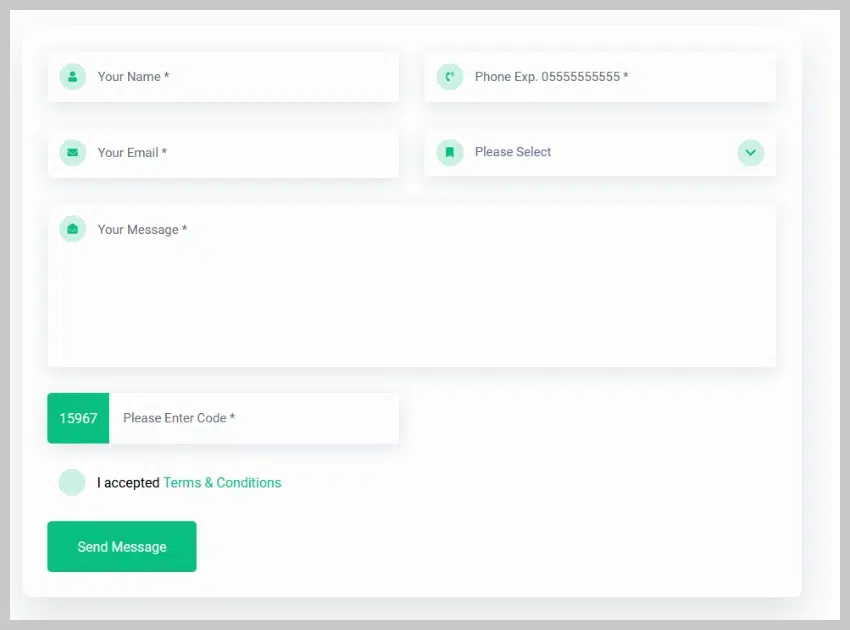 Your Name *
Phone Exp. 05555555555 *
Your Email *
Please Select
Your Message *
15967
Please Enter Code *
I accepted Terms & Conditions
Send Message